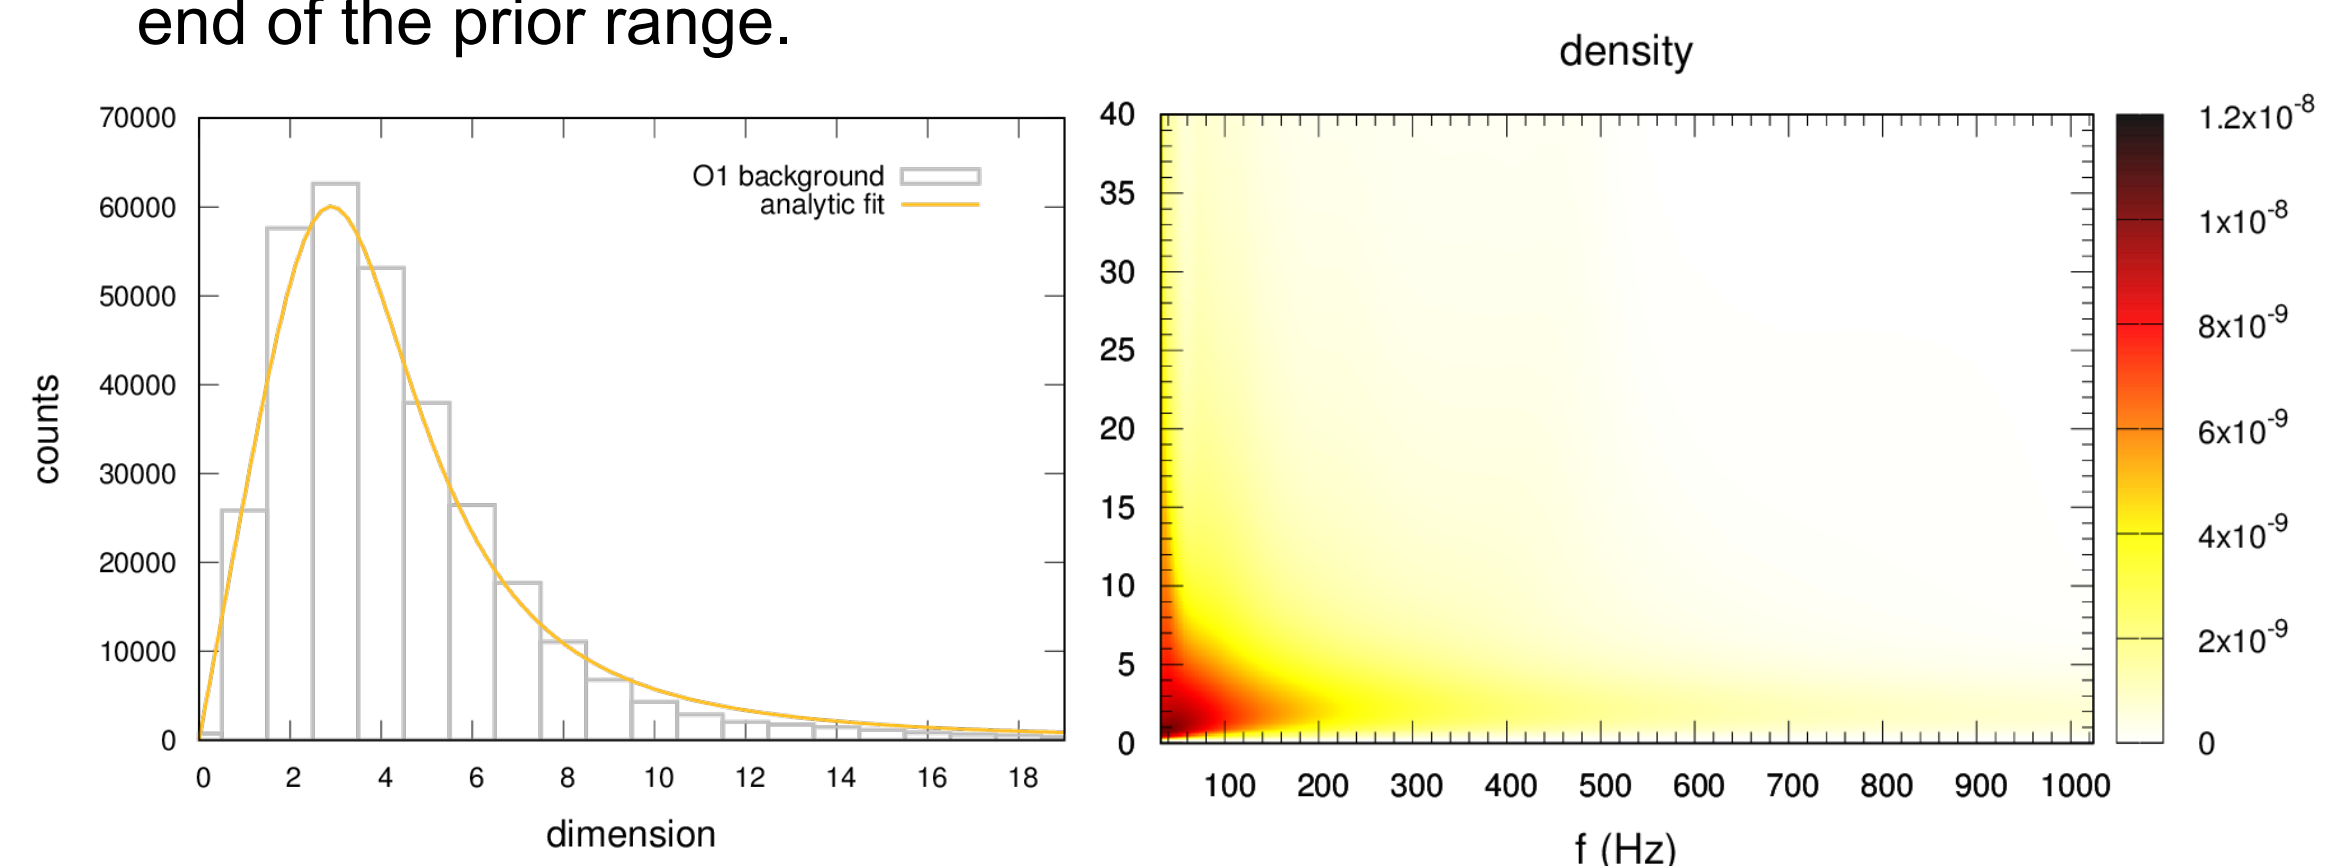 end of the prior range.
70000
60000
50000
40000
30000
20000
10000
0
counts
O1 background
analytic fit
0 2 4 6 8 10 12 14 16 18
dimension
density
40
35
30
25
20
15
10
5
0
100 200 300 400 500 600 700 800 900 1000
f (Hz)
1.2x10-8
1x10-8
8x10-9
6x10-9
4x10-9
2x10-9
0